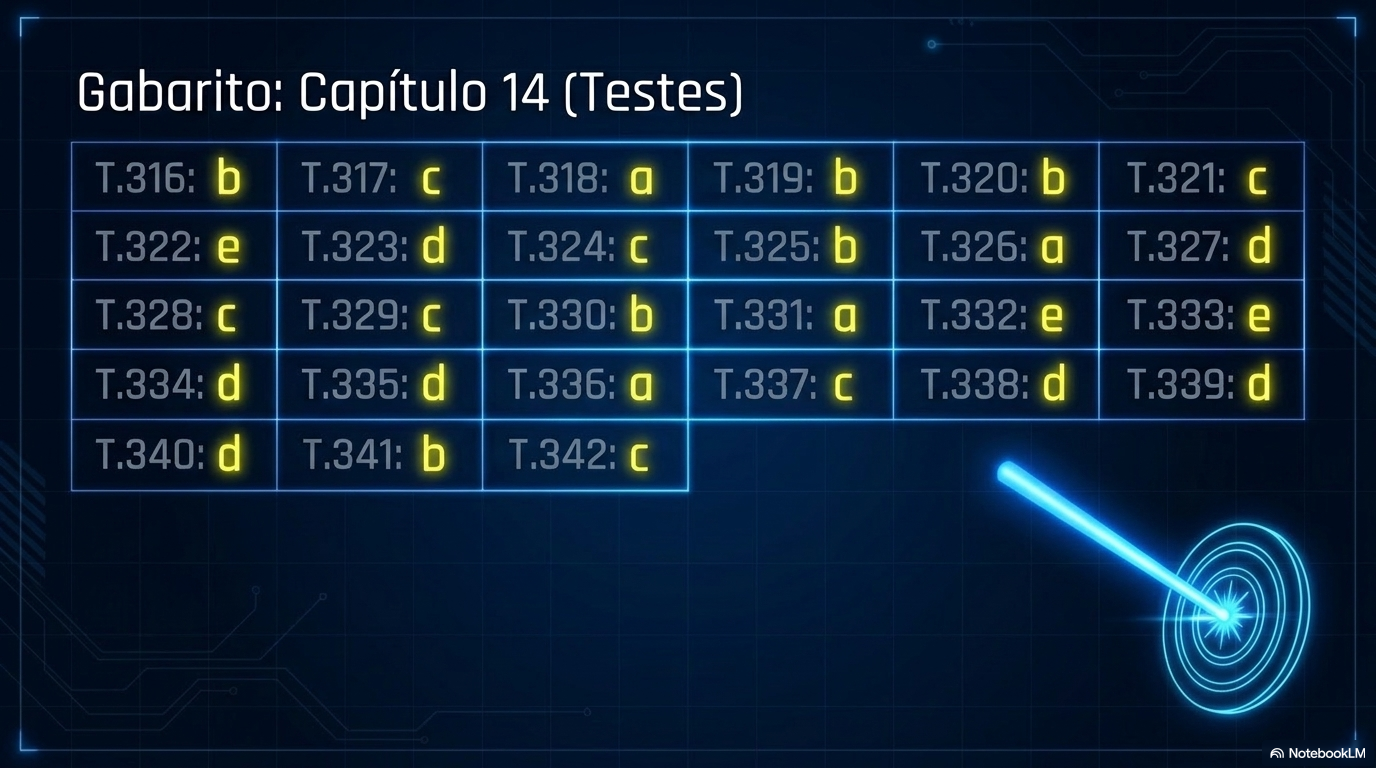 Gabarito: Capítulo 14 (Testes)
T.316: b T.317: c T.318: a T.319: b T.320: b T.321: c
T.322: e T.323: d T.324: c T.325: b T.326: a T.327: d
T.328: c T.329: c T.330: b T.331: a T.332: e T.333: e
T.334: d T.335: d T.336: a T.337: c T.338: d T.339: d
T.340: d T.341: b T.342: c
NotebookLM